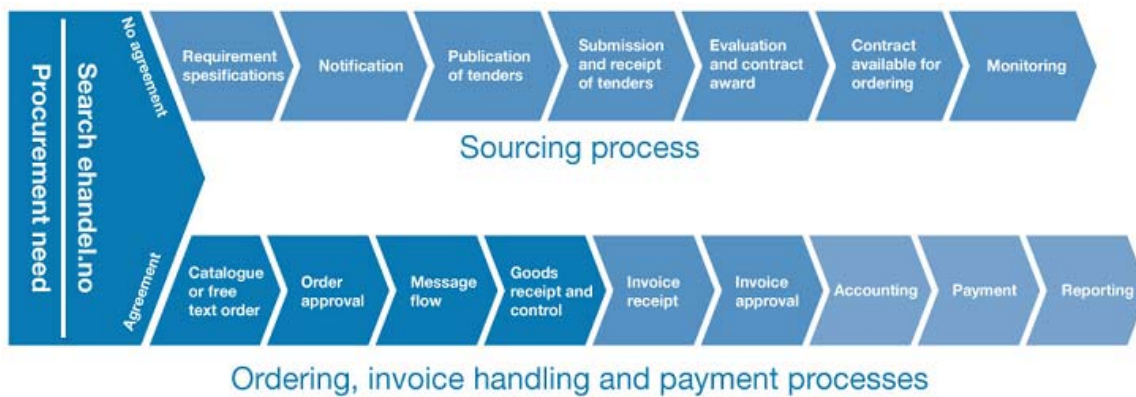 Procurement need
Search ehandel.no
No agreement
Requirement
spesifications
Notification
Publication
of tenders
Submission
and receipt
of tenders
Evaluation
and contract
award
Contract
available for
ordering
Monitoring
Sourcing process
Agreement
Catalogue
or free
text order
Order
approval
Message
flow
Goods
receipt and
control
Invoice
receipt
Invoice
approval
Accounting
Payment
Reporting
Ordering, invoice handling and payment processes